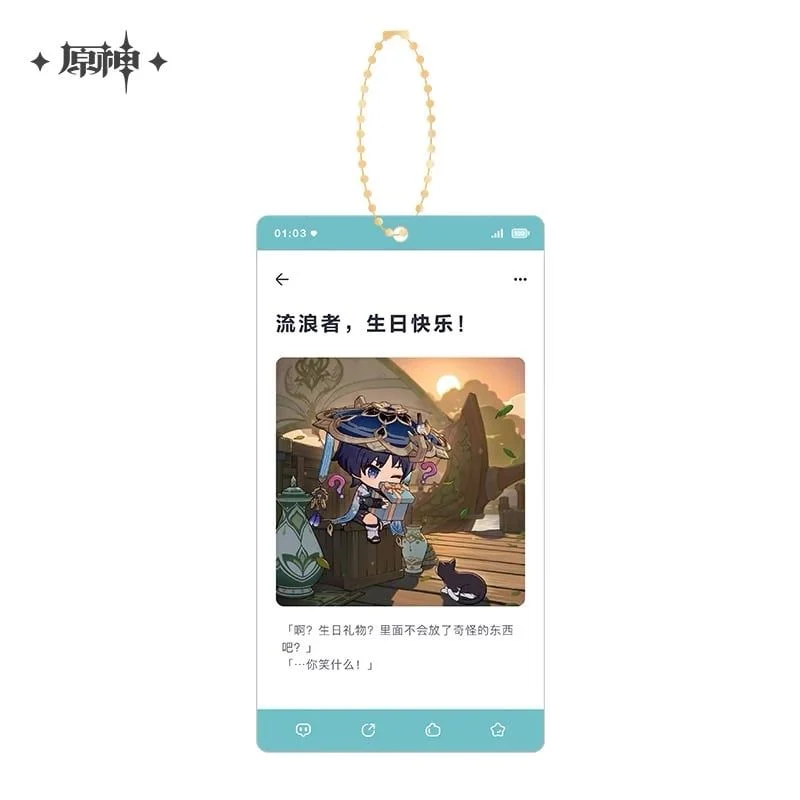 原神
01:03
流浪者，生日快乐！
「啊？生日礼物？里面不会放了奇怪的东西
吧？」
「…你笑什么！」